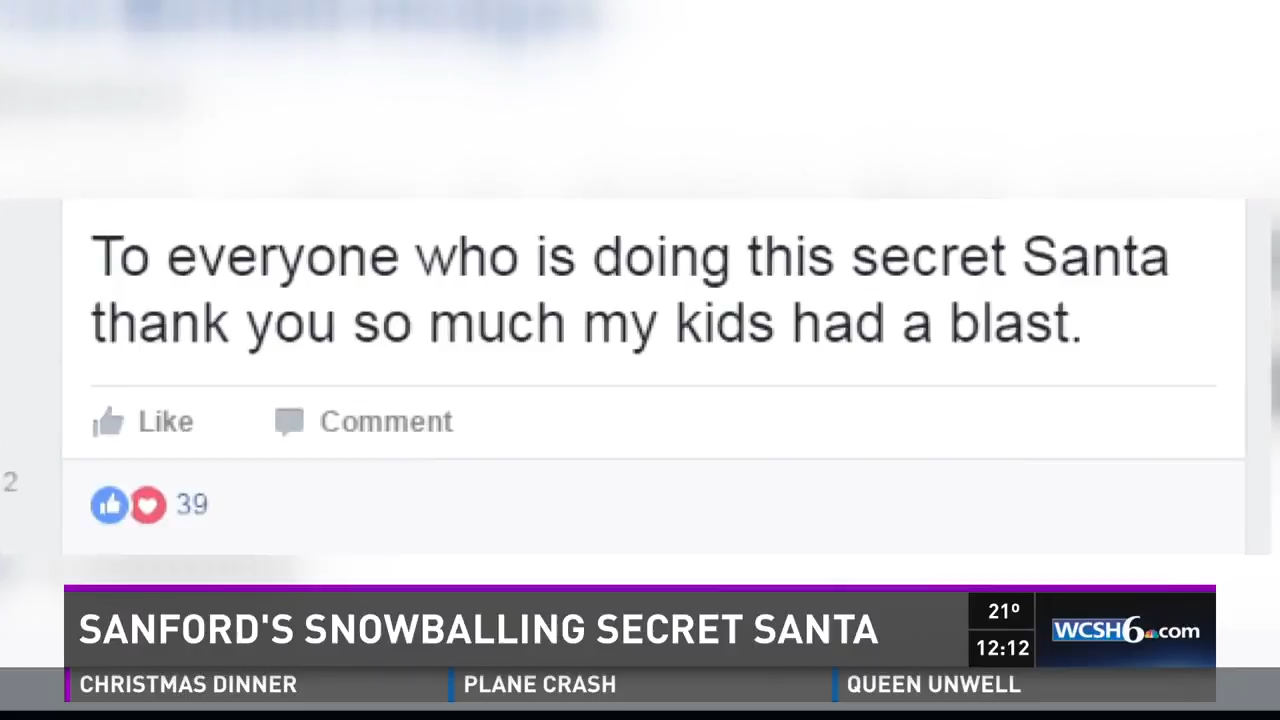 To everyone who is doing this secret Santa
thank you so much my kids had a blast.
Like Comment
2
39
SANFORD'S SNOWBALLING SECRET SANTA
21º
12:12
WCSH6.com
CHRISTMAS DINNER PLANE CRASH QUEEN UNWELL